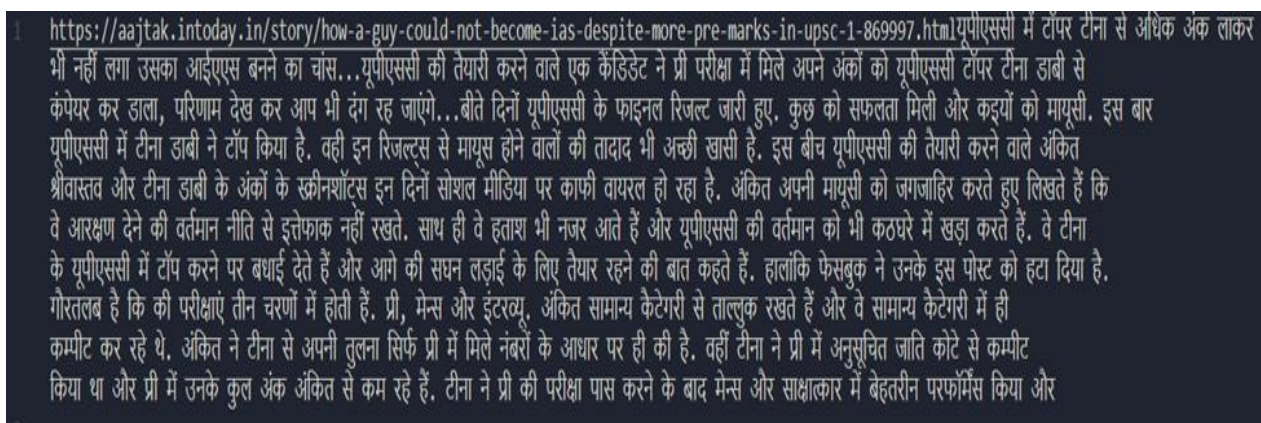 1 https://aajtak.intoday.in/story/how-a-guy-could-not-become-ias-despite-more-pre-marks-in-upsc-1-869997.htmlयूपीएससी में टॉपर टीना से अधिक अंक लाकर
भी नहीं लगा उसका आईएएस बनने का चांस...यूपीएससी की तैयारी करने वाले एक कैंडिडेट ने प्री परीक्षा में मिले अपने अंकों को यूपीएससी टॉपर टीना डाबी से
कंपेयर कर डाला, परिणाम देख कर आप भी दंग रह जाएंगे...बीते दिनों यूपीएससी के फाइनल रिजल्ट जारी हुए. कुछ को सफलता मिली और कइयों को मायूसी. इस बार
यूपीएससी में टीना डाबी ने टॉप किया है. वही इन रिजल्ट्स से मायूस होने वालों की तादाद भी अच्छी खासी है. इस बीच यूपीएससी की तैयारी करने वाले अंकित
श्रीवास्तव और टीना डाबी के अंकों के स्क्रीनशॉट्स इन दिनों सोशल मीडिया पर काफी वायरल हो रहा है. अंकित अपनी मायूसी को जगजाहिर करते हुए लिखते हैं कि
वे आरक्षण देने की वर्तमान नीति से इत्तेफाक नहीं रखते. साथ ही वे हताश भी नजर आते हैं और यूपीएससी की वर्तमान को भी कठघरे में खड़ा करते हैं. वे टीना
के यूपीएससी में टॉप करने पर बधाई देते हैं और आगे की सघन लड़ाई के लिए तैयार रहने की बात कहते हैं. हालांकि फेसबुक ने उनके इस पोस्ट को हटा दिया है.
गौरतलब है कि की परीक्षाएं तीन चरणों में होती हैं. प्री, मेन्स और इंटरव्यू. अंकित सामान्य कैटेगरी से ताल्लुक रखते हैं और वे सामान्य कैटेगरी में ही
कम्पीट कर रहे थे. अंकित ने टीना से अपनी तुलना सिर्फ प्री में मिले नंबरों के आधार पर ही की है. वहीं टीना ने प्री में अनुसूचित जाति कोटे से कम्पीट
किया था और प्री में उनके कुल अंक अंकित से कम रहे हैं. टीना ने प्री की परीक्षा पास करने के बाद मेन्स और साक्षात्कार में बेहतरीन परफॉर्मेंस किया और